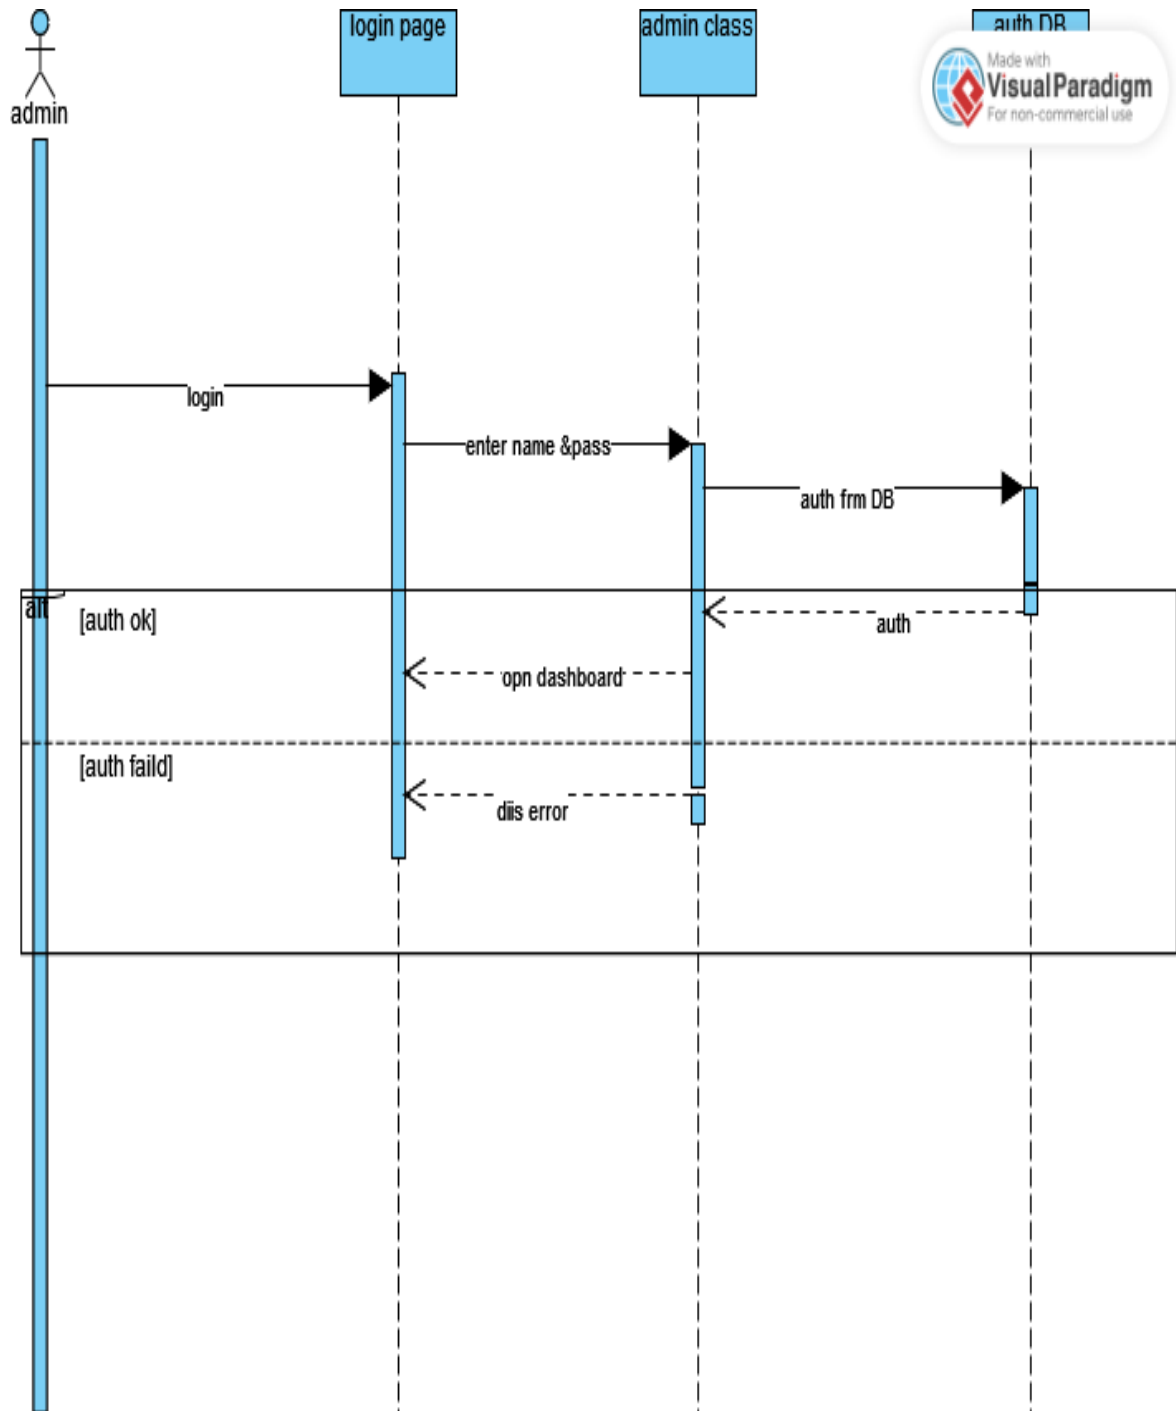 login page
admin class
auth DB
Made with
Visual Paradigm
For non-commercial use
admin
login
enter name &pass
auth frm DB
alt
[auth ok]
auth
opn dashboard
[auth faild]
diis error